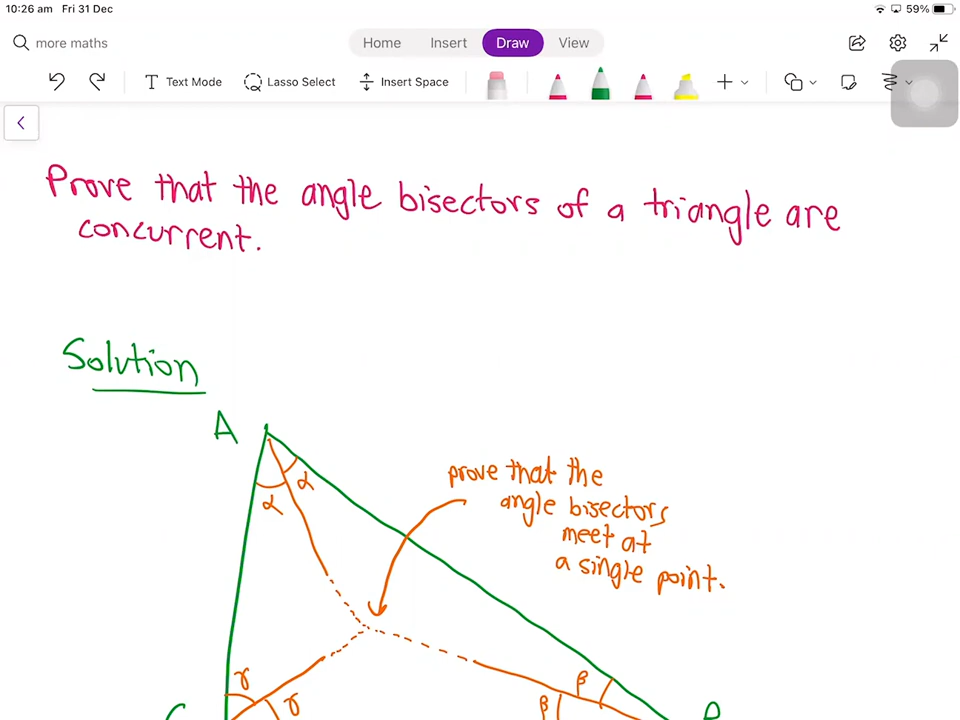 10:26 am Fri 31 Dec
59%
more maths
Home Insert Draw View
Text Mode Lasso Select Insert Space
Prove that the angle bisectors of a triangle are
concurrent.
Solution
A
prove that the
angle bisectors
meet at
a single point.
α
α
γ
γ
β
β